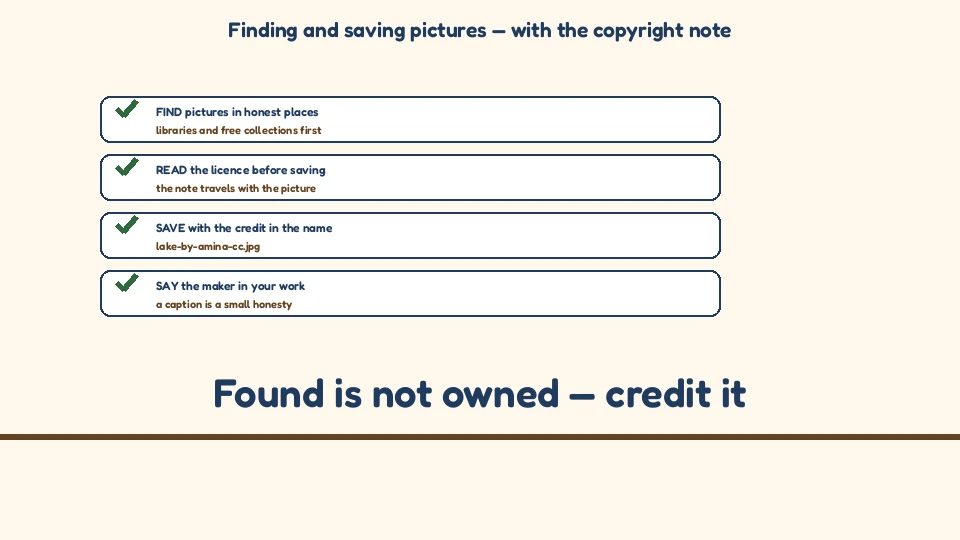 Finding and saving pictures — with the copyright note
FIND pictures in honest places
libraries and free collections first
READ the licence before saving
the note travels with the picture
SAVE with the credit in the name
lake-by-amina-cc.jpg
SAY the maker in your work
a caption is a small honesty
Found is not owned — credit it